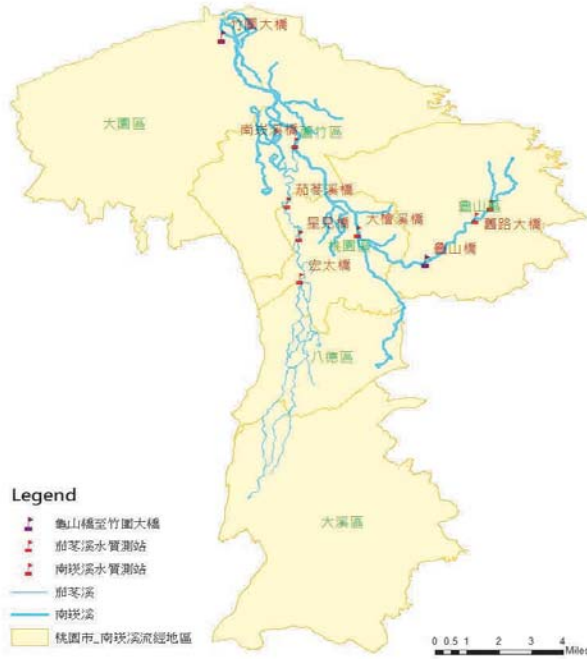 竹圍大橋
大園區
南崁溪橋
蘆竹區
茄苳溪橋
龜山區
星見橋
大檜溪橋
舊路大橋
桃園區
龜山橋
宏太橋
八德區
大溪區
Legend
龜山橋至竹圍大橋
茄苳溪水質測站
南崁溪水質測站
茄苳溪
南崁溪
桃園市_南崁溪流經地區
0 0.5 1 2 3 4
Miles